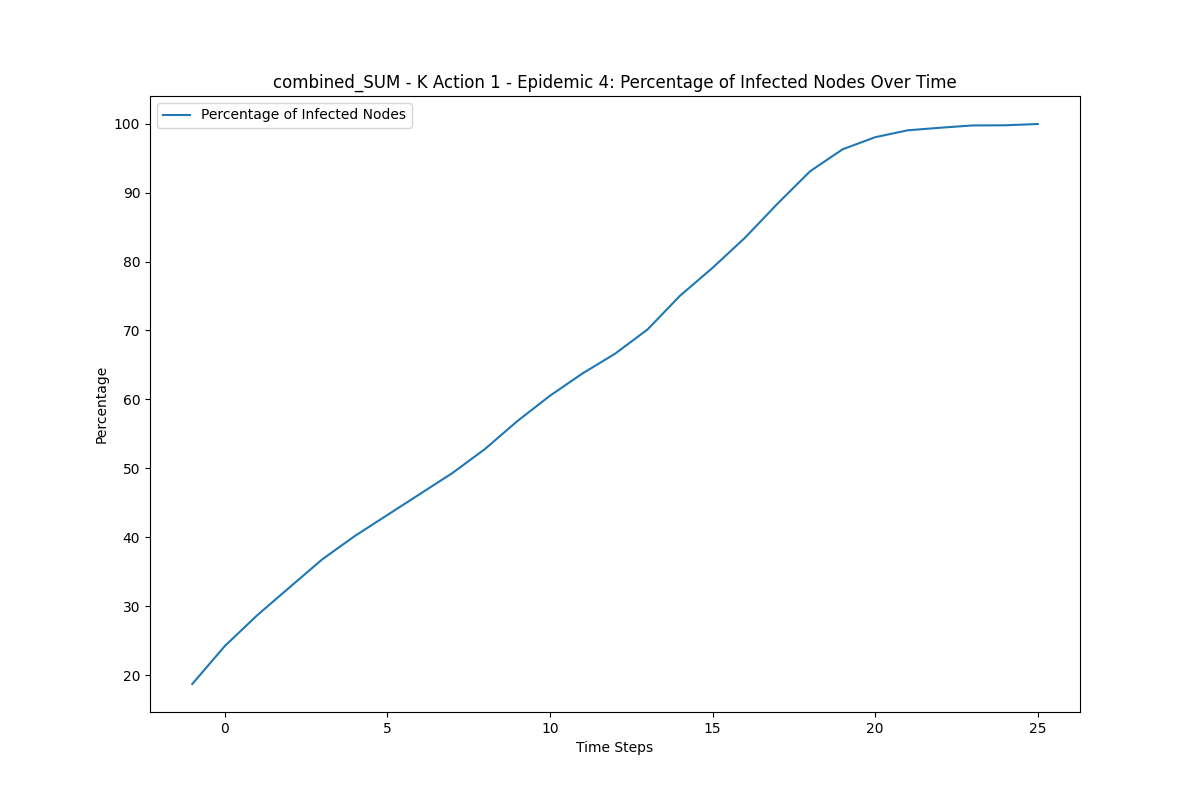 combined_SUM - K Action 1 - Epidemic 4: Percentage of Infected Nodes Over Time
Percentage of Infected Nodes
100
90
80
70
60
50
40
30
20
Percentage
0 5 10 15 20 25
Time Steps